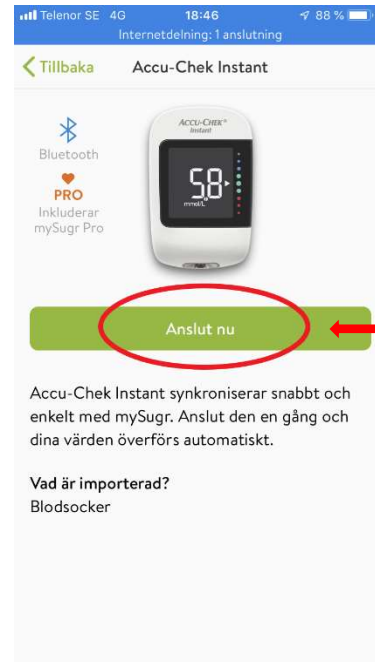 Telenor SE 4G 18:46 88 %
Internetdelning: 1 anslutning
Tillbaka Accu-Chek Instant
Bluetooth
PRO
Inkluderar
mySugr Pro
ACCU-CHEK®
Instant
5.8
mmol/L
Anslut nu
Accu-Chek Instant synkroniserar snabbt och
enkelt med mySugr. Anslut den en gång och
dina värden överförs automatiskt.
Vad är importerad?
Blodsocker